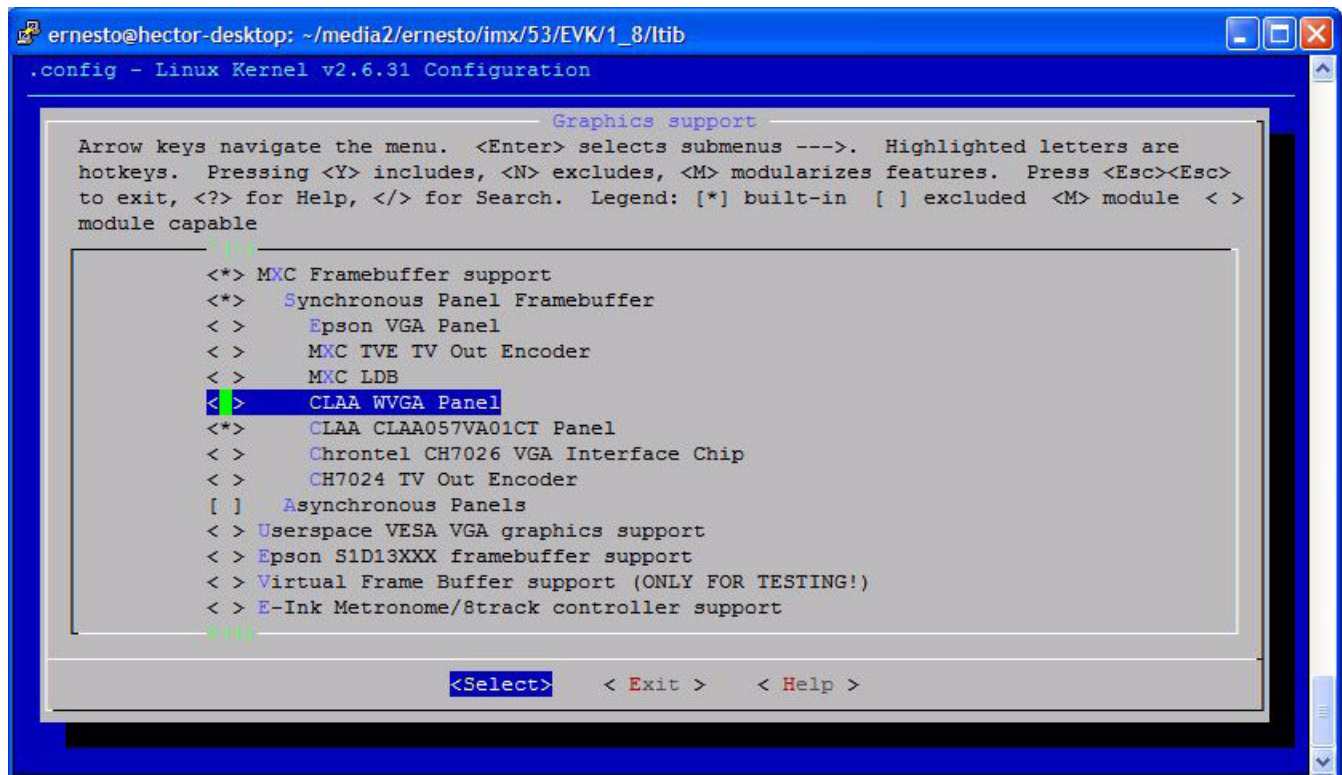 ernesto@hector-desktop: ~/media2/ernesto/imx/53/EVK/1_8/ltib
.config - Linux Kernel v2.6.31 Configuration
Graphics support
Arrow keys navigate the menu.  <Enter> selects submenus --->.  Highlighted letters are
hotkeys.  Pressing <Y> includes, <N> excludes, <M> modularizes features.  Press <Esc><Esc>
to exit, <?> for Help, </> for Search.  Legend: [*] built-in  [ ] excluded  <M> module  < >
module capable
<*> MXC Framebuffer support
<*>   Synchronous Panel Framebuffer
< >     Epson VGA Panel
< >     MXC TVE TV Out Encoder
< >     MXC LDB
< >     CLAA WVGA Panel
<*>     CLAA CLAA057VA01CT Panel
< >     Chrontel CH7026 VGA Interface Chip
< >     CH7024 TV Out Encoder
[ ]   Asynchronous Panels
< > Userspace VESA VGA graphics support
< > Epson S1D13XXX framebuffer support
< > Virtual Frame Buffer support (ONLY FOR TESTING!)
< > E-Ink Metronome/8track controller support
<Select>    < Exit >    < Help >